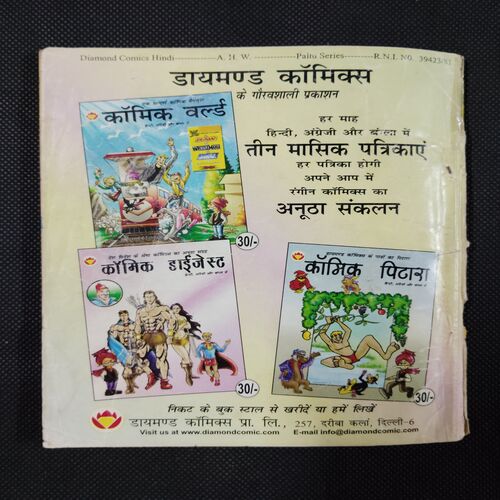 Diamond Comics Hindi------------A. H. W. -----------Paltu Series--------R.N.I. NO. 39423/81
डायमण्ड कॉमिक्स
के गौरवशाली प्रकाशन
कॉमिक वर्ल्ड
30/-
हर माह
हिन्दी, अंग्रेजी और बांग्ला में
तीन मासिक पत्रिकाएं
हर पत्रिका होगी
अपने आप में
रंगीन कॉमिक्स का
अनूठा संकलन
कॉमिक डाईजेस्ट
30/-
कॉमिक पिटारा
30/-
निकट के बुक स्टाल से खरीदें या हमें लिखें
डायमण्ड कॉमिक्स प्रा. लि., 257, दरीबा कलां, दिल्ली-6
Visit us at www.diamondcomic.com E-mail info@diamondcomic.com